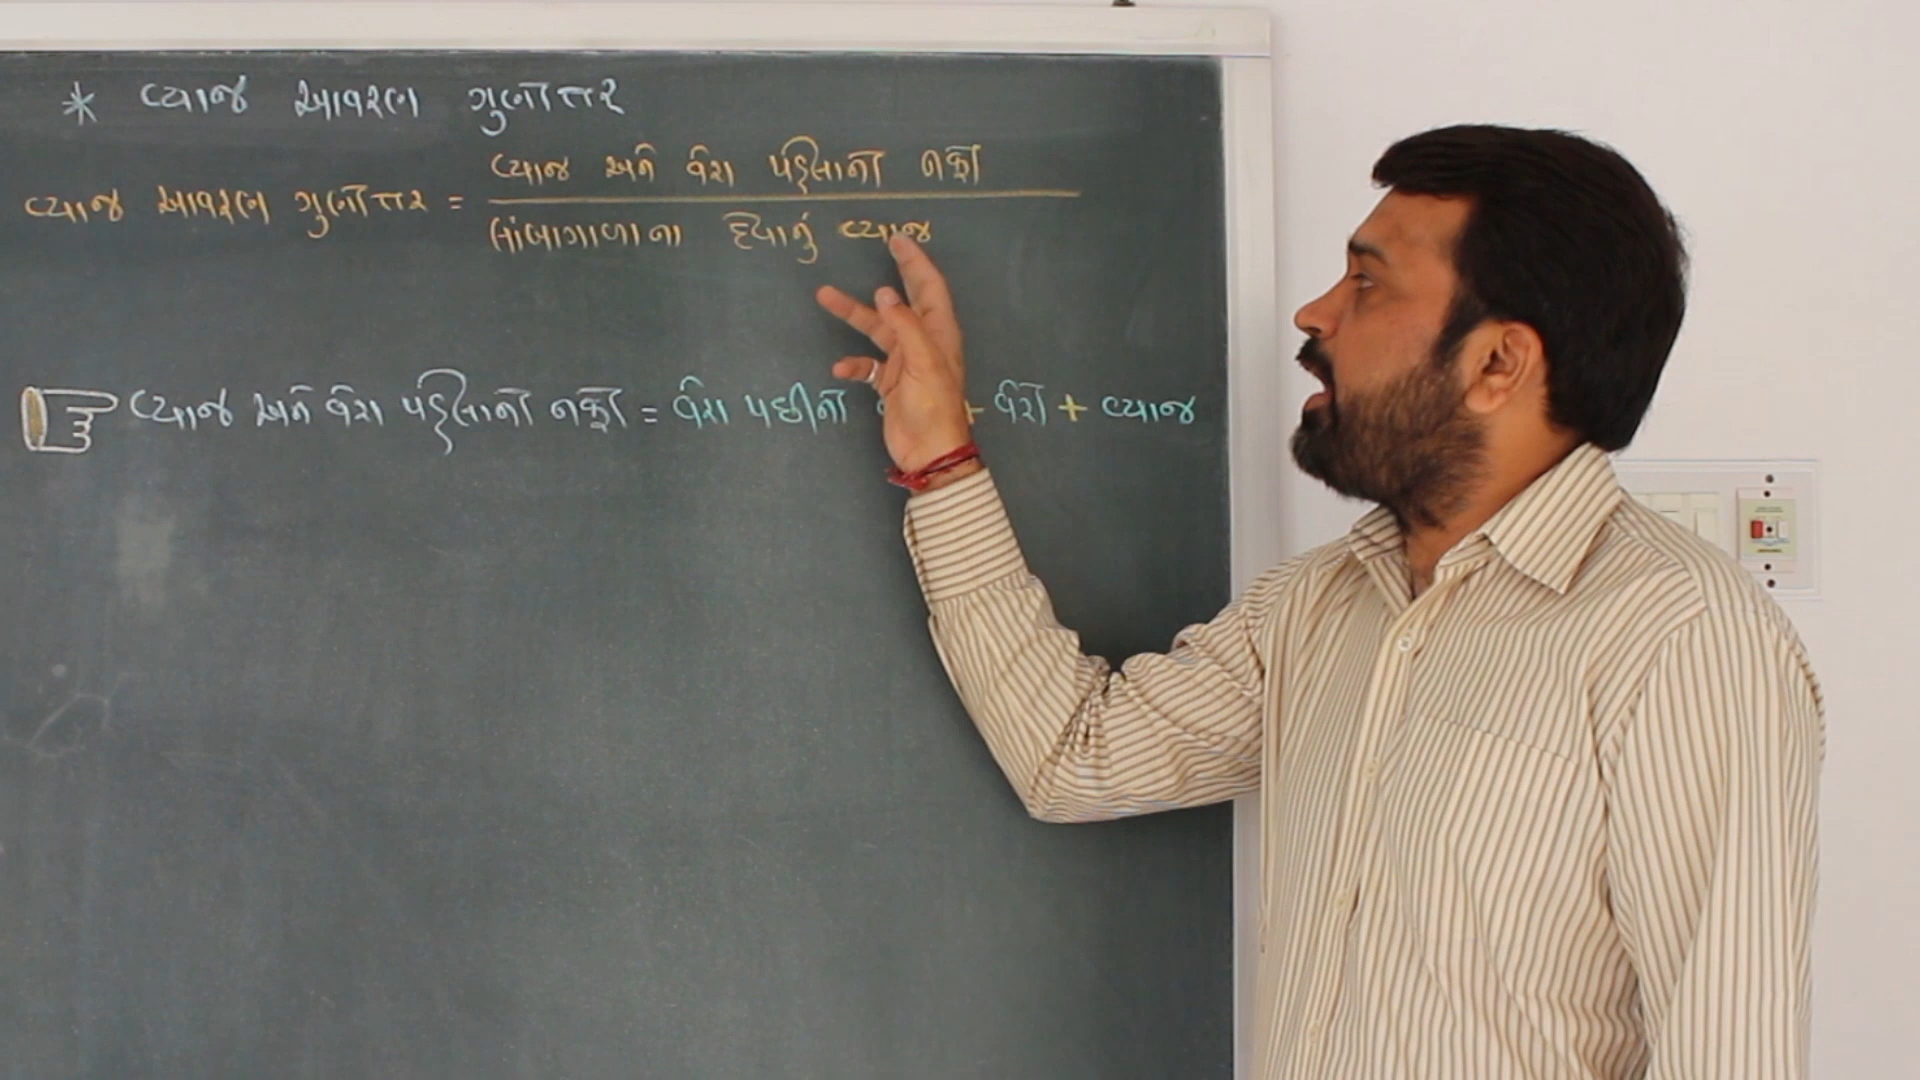 * વ્યાજ આવરણ ગુણોત્તર
વ્યાજ આવરણ ગુણોત્તર = વ્યાજ અને વેરા પહેલાનો નફો
લાંબાગાળાના દેવાનું વ્યાજ
વ્યાજ અને વેરા પહેલાનો નફો = વેરા પછીનો + વેરો + વ્યાજ